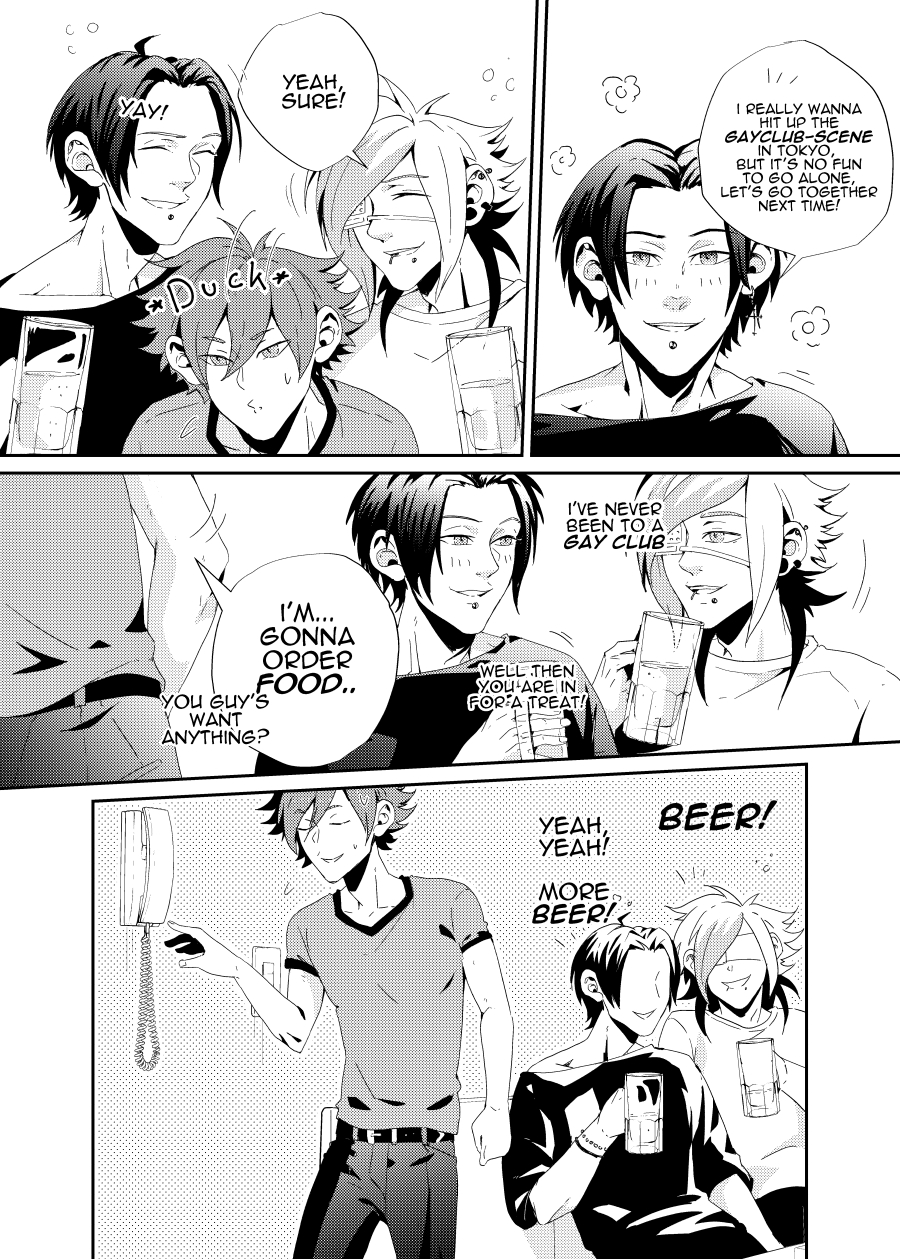 I REALLY WANNA
HIT UP THE
GAYCLUB-SCENE
IN TOKYO,
BUT IT'S NO FUN
TO GO ALONE,
LET'S GO TOGETHER
NEXT TIME!
YEAH,
SURE!
YAY!
*Duck*
I'VE NEVER
BEEN TO A
GAY CLUB
WELL THEN
YOU ARE IN
FOR A TREAT!
I'M...
GONNA
ORDER
FOOD..
YOU GUY'S
WANT
ANYTHING?
BEER!
YEAH,
YEAH!
MORE
BEER!